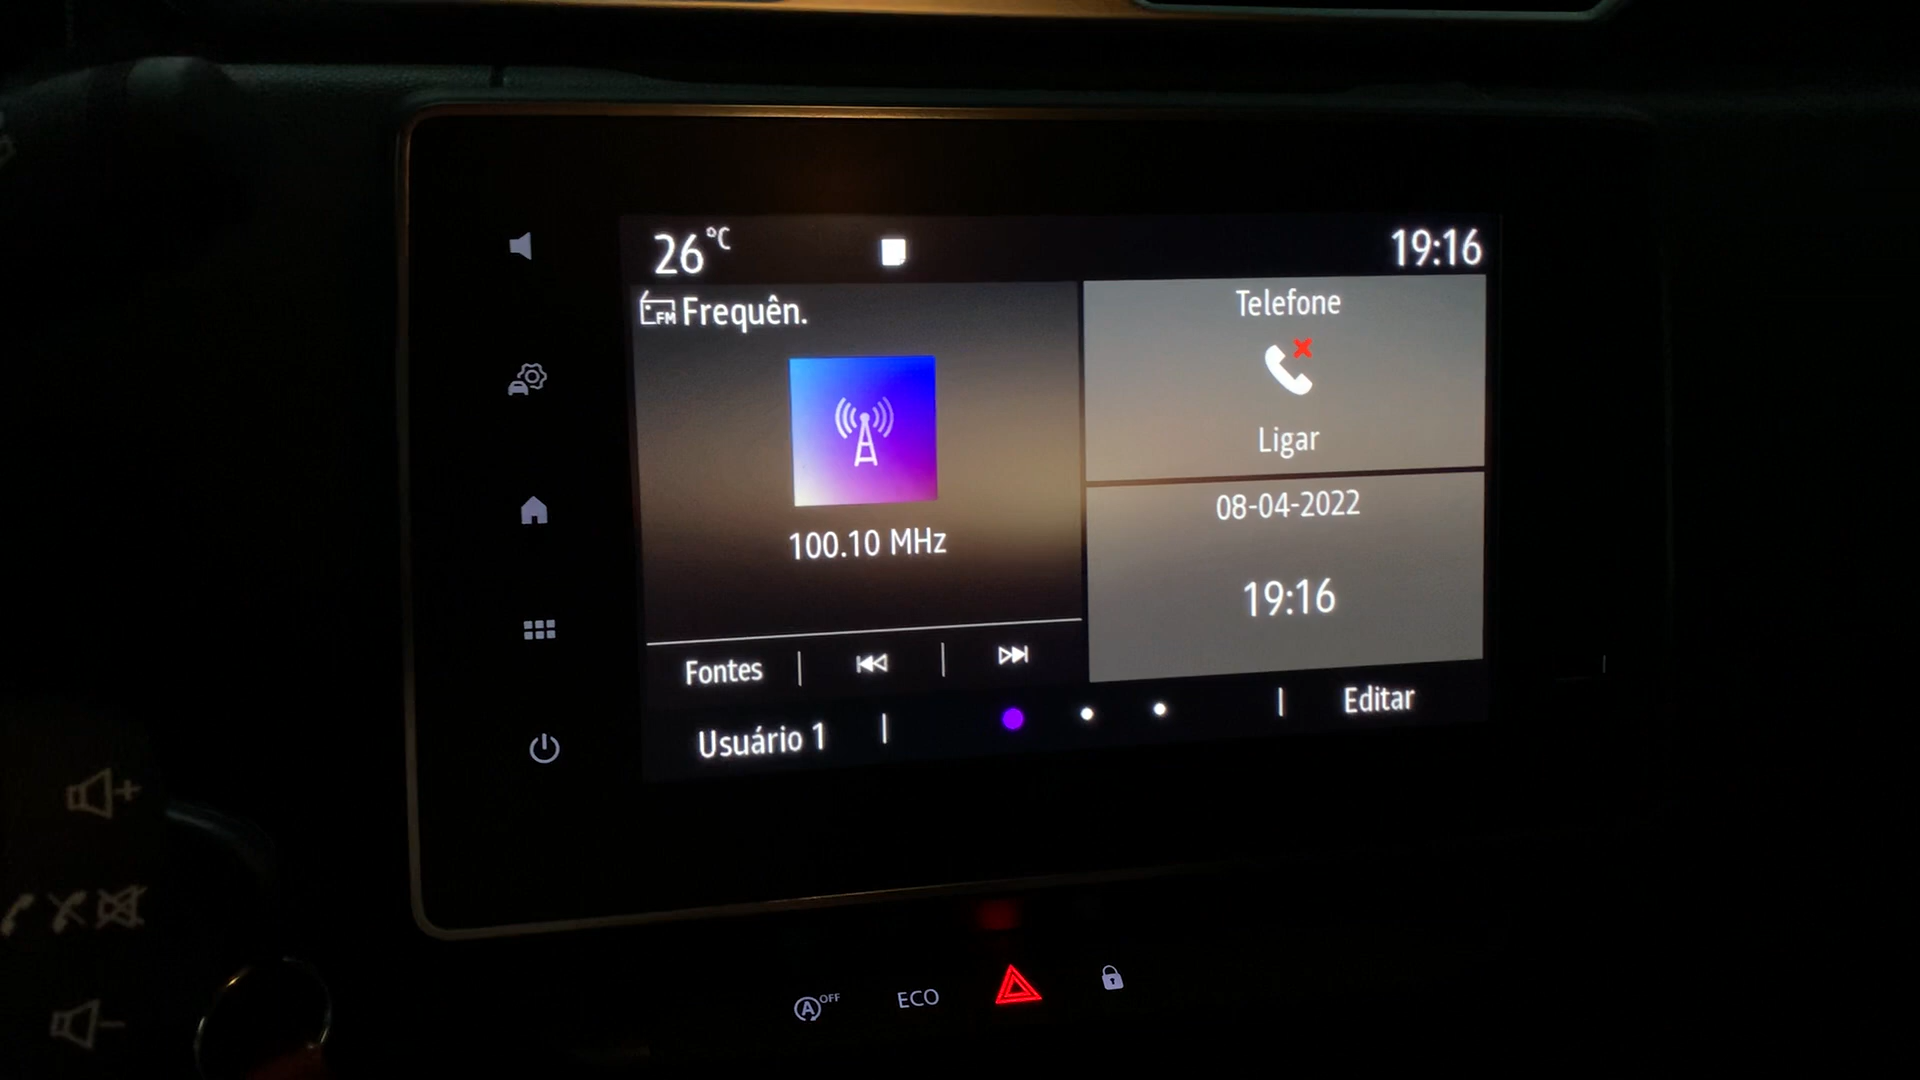 26 °C
19:16
FM Frequên.
100.10 MHz
Fontes
Telefone
Ligar
08-04-2022
19:16
Usuário 1
Editar
A OFF
ECO